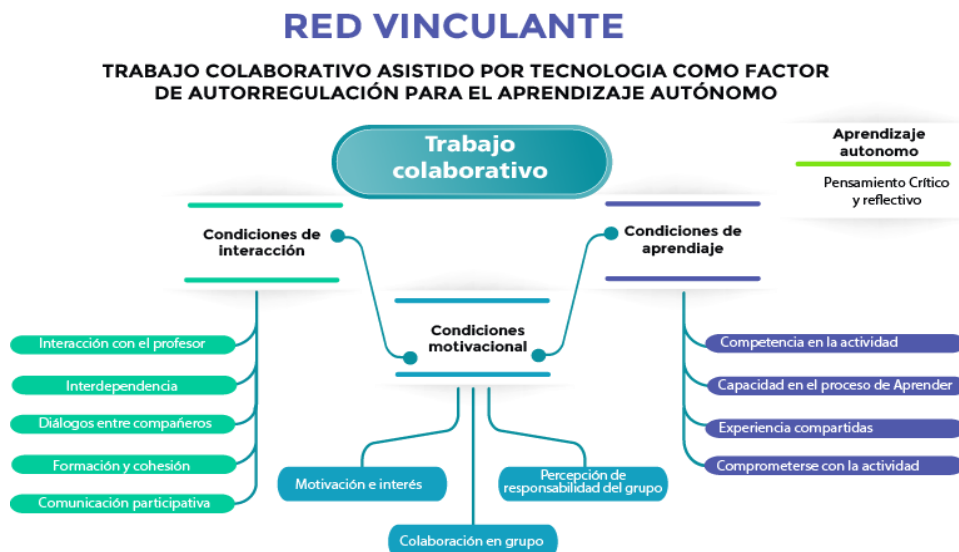 RED VINCULANTE
TRABAJO COLABORATIVO ASISTIDO POR TECNOLOGIA COMO FACTOR
DE AUTORREGULACIÓN PARA EL APRENDIZAJE AUTÓNOMO
Trabajo
colaborativo
Aprendizaje
autonomo
Pensamiento Crítico
y reflectivo
Condiciones de
interacción
Condiciones de
aprendiaje
Condiciones
motivacional
Interacción con el profesor
Interdependencia
Diálogos entre compañeros
Formación y cohesión
Comunicación participativa
Motivación e interés
Colaboración en grupo
Percepción de
responsabilidad del grupo
Competencia en la actividad
Capacidad en el proceso de Aprender
Experiencia compartidas
Comprometerse con la actividad